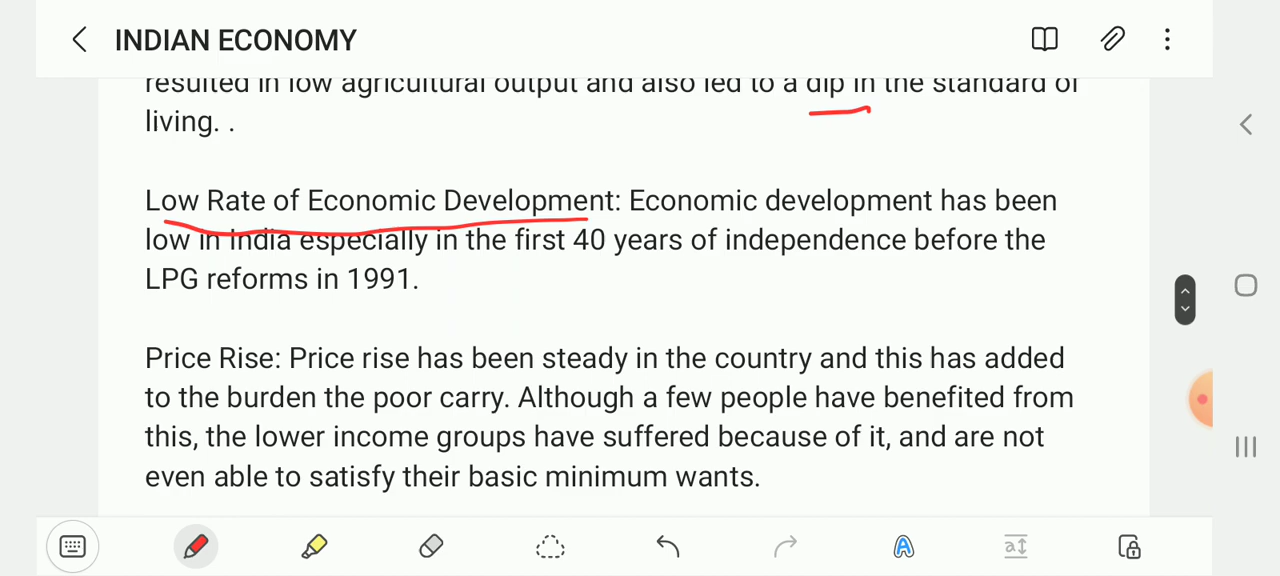 INDIAN ECONOMY
resulted in low agricultural output and also led to a dip in the standard of
living. .
Low Rate of Economic Development: Economic development has been
low in India especially in the first 40 years of independence before the
LPG reforms in 1991.
Price Rise: Price rise has been steady in the country and this has added
to the burden the poor carry. Although a few people have benefited from
this, the lower income groups have suffered because of it, and are not
even able to satisfy their basic minimum wants.